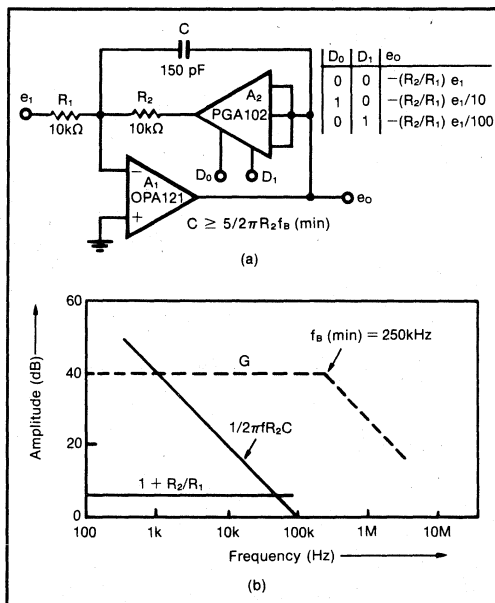 C
150 pF
e₁
R₁
10kΩ
R₂
10kΩ
A₂
PGA102
D₀
D₁
A₁
OPA121
−
+
eₒ
C ≥ 5/2πR₂f_B (min)
D₀ D₁ eₒ
0 0 −(R₂/R₁) e₁
1 0 −(R₂/R₁) e₁/10
0 1 −(R₂/R₁) e₁/100
(a)
Amplitude (dB)
60
40
20
0
G
f_B (min) = 250kHz
1/2πfR₂C
1 + R₂/R₁
100 1k 10k 100k 1M 10M
Frequency (Hz)
(b)